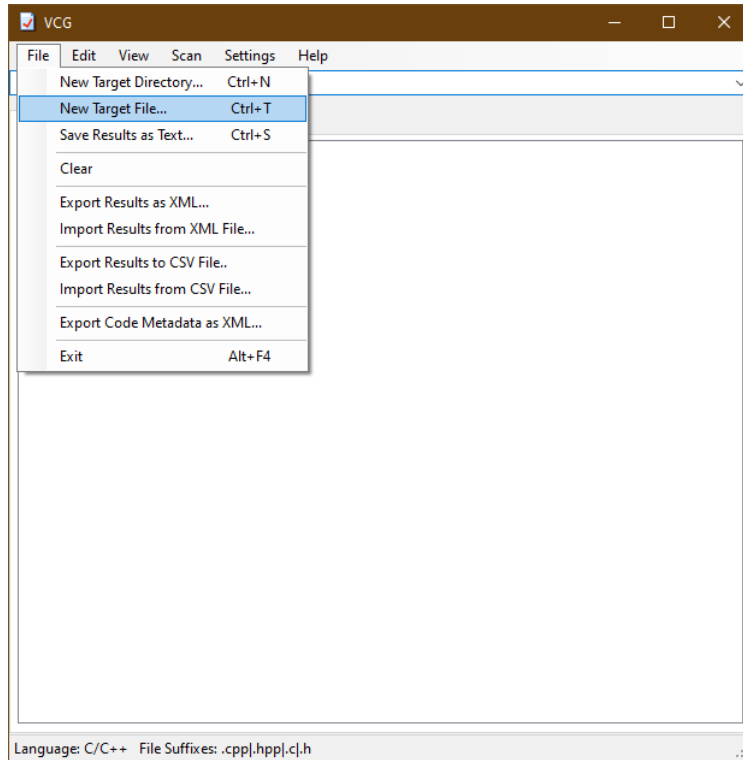 VCG
File Edit View Scan Settings Help
New Target Directory... Ctrl+N
New Target File... Ctrl+T
Save Results as Text... Ctrl+S
Clear
Export Results as XML...
Import Results from XML File...
Export Results to CSV File..
Import Results from CSV File...
Export Code Metadata as XML...
Exit Alt+F4
Language: C/C++ File Suffixes: .cpp|.hpp|.c|.h